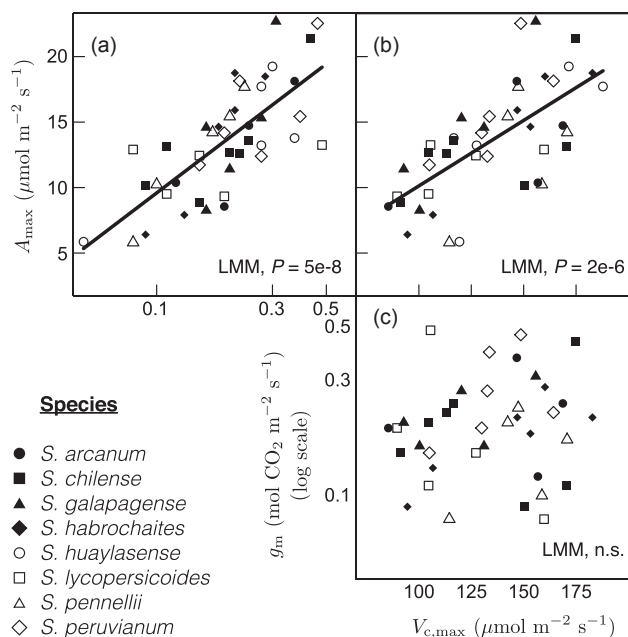 (a)
(b)
20
15
10
5
A_max (μmol m⁻² s⁻¹)
LMM, P = 5e-8
LMM, P = 2e-6
0.1
0.3
0.5
(c)
0.5
0.3
0.1
g_m (mol CO₂ m⁻² s⁻¹)
(log scale)
LMM, n.s.
100
125
150
175
V_c,max (μmol m⁻² s⁻¹)
Species
S. arcanum
S. chilense
S. galapagense
S. habrochaites
S. huaylasense
S. lycopersicoides
S. pennellii
S. peruvianum